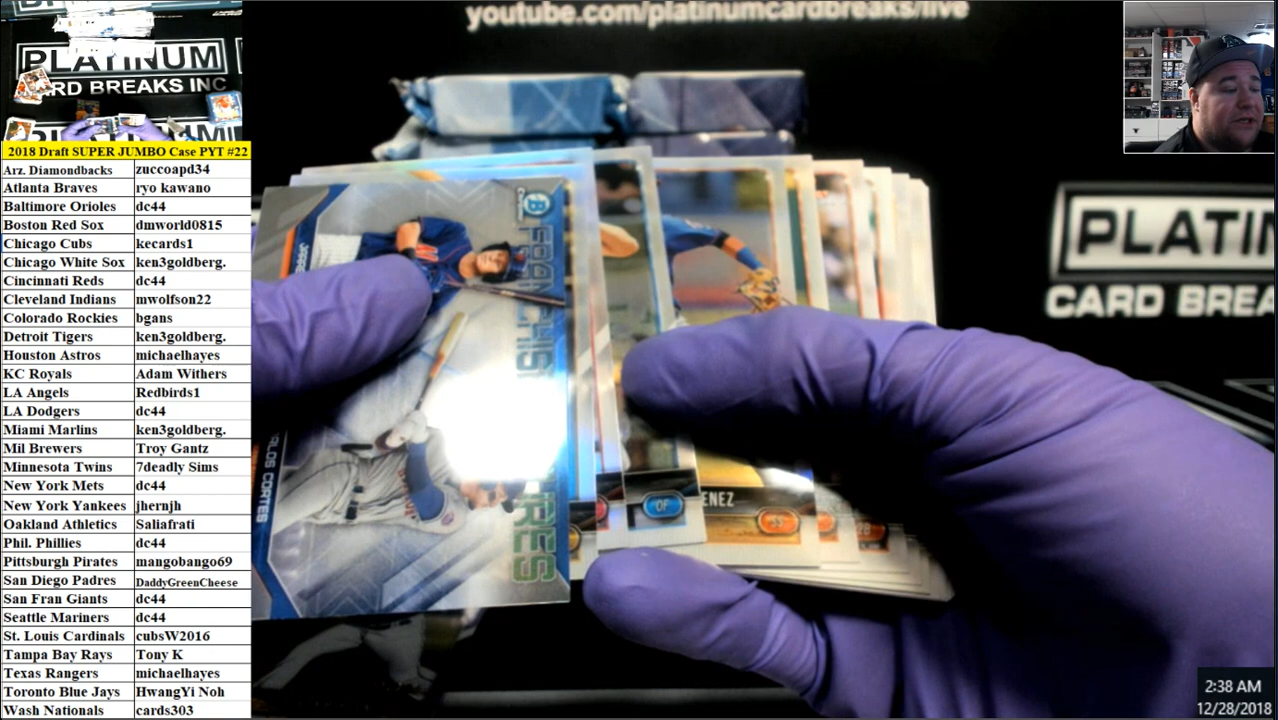 youtube.com/platinumcardbreaks/live
PLATINUM
CARD BREAKS INC
2018 Draft SUPER JUMBO Case PYT #22
Arz. Diamondbacks zuccoapd34
Atlanta Braves ryo kawano
Baltimore Orioles dc44
Boston Red Sox dmworld0815
Chicago Cubs kecards1
Chicago White Sox ken3goldberg.
Cincinnati Reds dc44
Cleveland Indians mwolfson22
Colorado Rockies bgans
Detroit Tigers ken3goldberg.
Houston Astros michaelhayes
KC Royals Adam Withers
LA Angels Redbirds1
LA Dodgers dc44
Miami Marlins ken3goldberg.
Mil Brewers Troy Gantz
Minnesota Twins 7deadly Sims
New York Mets dc44
New York Yankees jhernjh
Oakland Athletics Saliafrati
Phil. Phillies dc44
Pittsburgh Pirates mangobango69
San Diego Padres DaddyGreenCheese
San Fran Giants dc44
Seattle Mariners dc44
St. Louis Cardinals cubsW2016
Tampa Bay Rays Tony K
Texas Rangers michaelhayes
Toronto Blue Jays HwangYi Noh
Wash Nationals cards303
PLATIN
CARD BREA
CARLOS CORTES
OF
ENEZ
SS
2:38 AM
12/28/2018